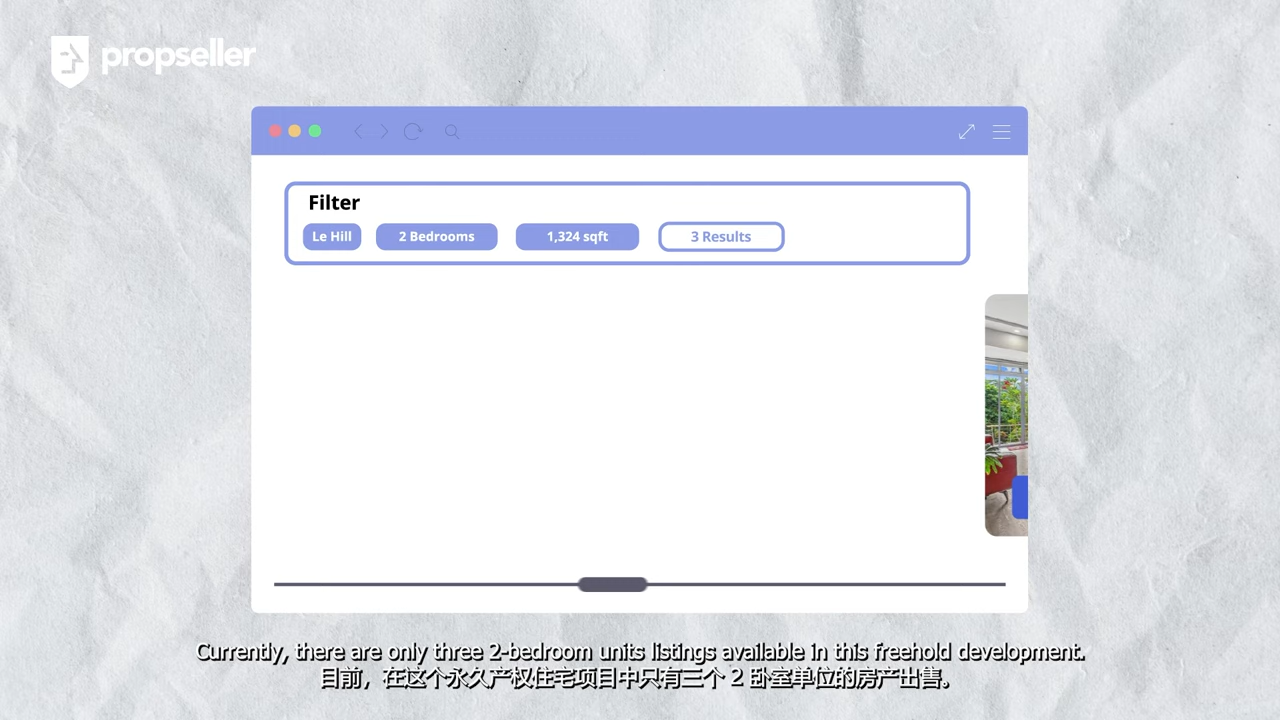 propseller
Filter
Le Hill
2 Bedrooms
1,324 sqft
3 Results
Currently, there are only three 2-bedroom units listings available in this freehold development.
目前，在这个永久产权住宅项目中只有三个 2 卧室单位的房产出售。